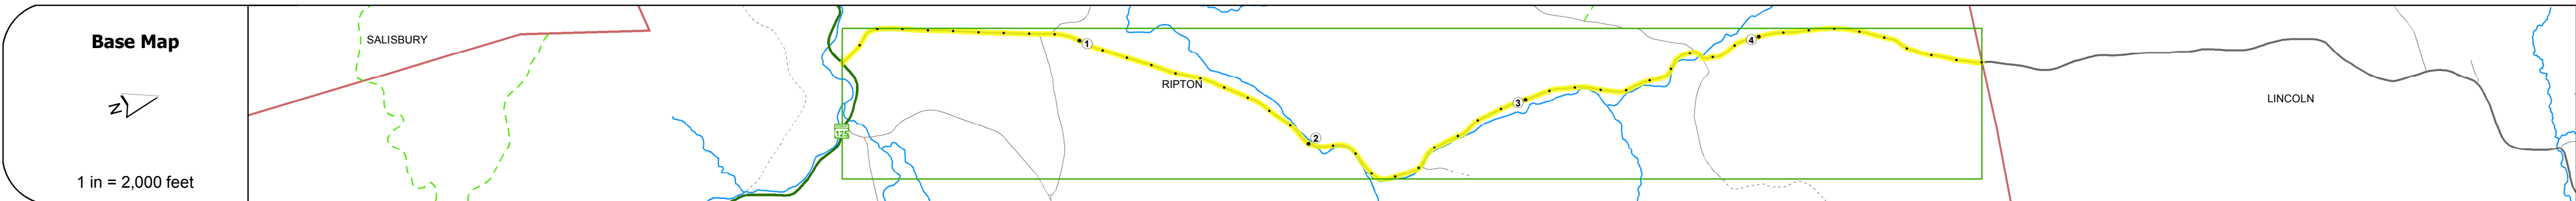 Base Map
N
1 in = 2,000 feet
SALISBURY
125
1
RIPTON
2
3
4
LINCOLN